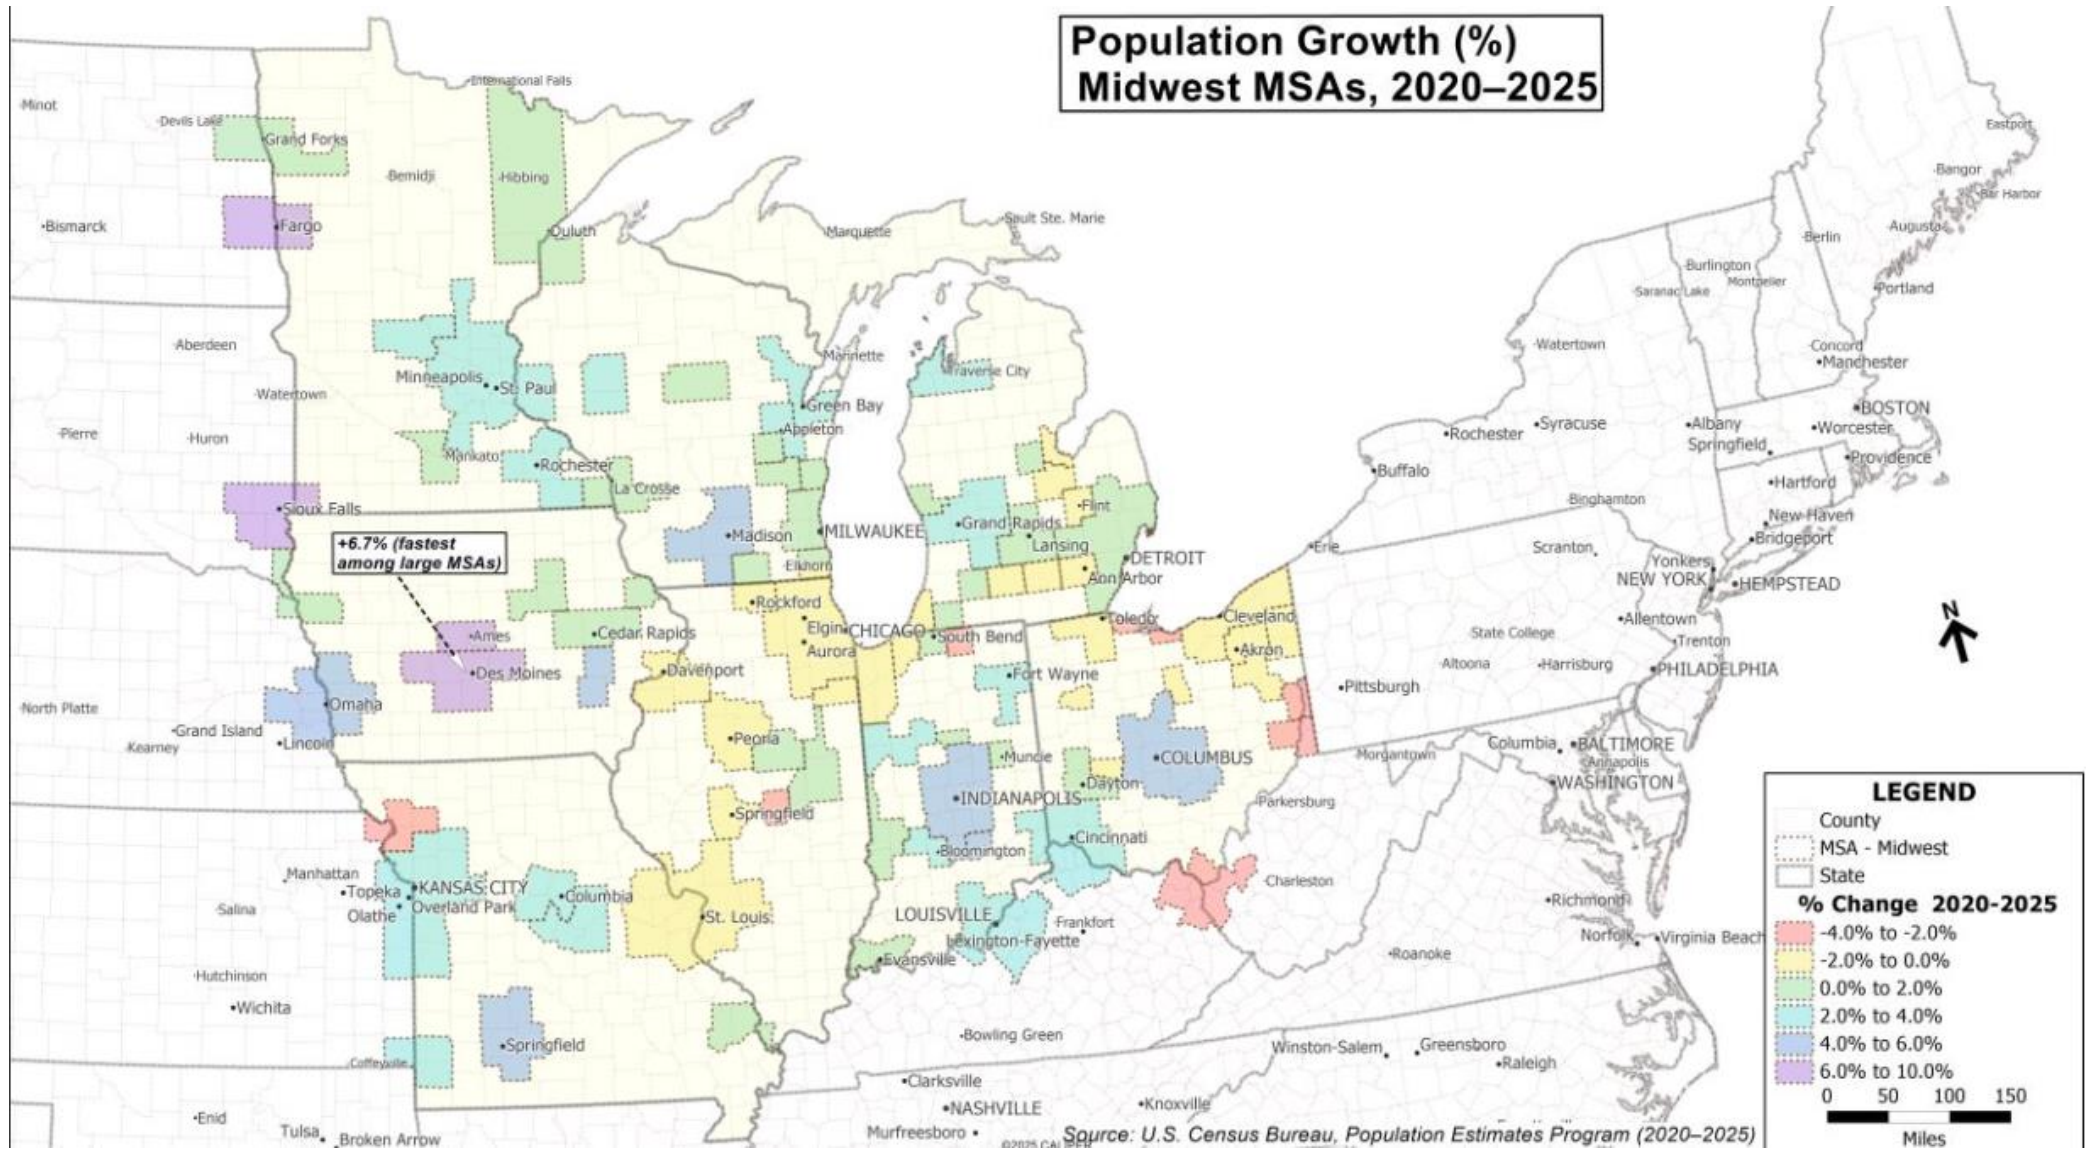 Population Growth (%)
Midwest MSAs, 2020–2025
International Falls
Minot
Devils Lake
Grand Forks
Eastport
Bemidji
Hibbing
Bangor
Bar Harbor
Bismarck
Fargo
Duluth
Marquette
Sault Ste. Marie
Berlin
Augusta
Burlington
Montpelier
Saranac Lake
Portland
Aberdeen
Marinette
Watertown
Concord
Manchester
Minneapolis
St. Paul
Traverse City
Watertown
Green Bay
BOSTON
Pierre
Huron
Appleton
Rochester
Syracuse
Albany
Worcester
Springfield
Mankato
Rochester
Buffalo
Providence
La Crosse
Hartford
Sioux Falls
Flint
Binghamton
Madison
MILWAUKEE
Grand Rapids
Lansing
New Haven
Bridgeport
+6.7% (fastest
among large MSAs)
Elkhorn
DETROIT
Ann Arbor
Erie
Scranton
Yonkers
NEW YORK
HEMPSTEAD
Rockford
Toledo
Cleveland
Allentown
N
Ames
Cedar Rapids
Elgin
CHICAGO
South Bend
State College
Trenton
Aurora
Akron
Altoona
Harrisburg
PHILADELPHIA
Des Moines
Davenport
Fort Wayne
Pittsburgh
North Platte
Omaha
Grand Island
Lincoln
Kearney
Peoria
Muncie
COLUMBUS
Morgantown
Columbia
BALTIMORE
Annapolis
WASHINGTON
Dayton
INDIANAPOLIS
Parkersburg
Springfield
Bloomington
Cincinnati
Manhattan
Topeka
KANSAS CITY
Overland Park
Olathe
Columbia
Charleston
Richmond
Salina
St. Louis
LOUISVILLE
Frankfort
Lexington-Fayette
Norfolk
Virginia Beach
Evansville
Roanoke
Hutchinson
Wichita
Springfield
Bowling Green
Winston-Salem
Greensboro
Raleigh
Coffeyville
Clarksville
NASHVILLE
Knoxville
Enid
Tulsa
Broken Arrow
Murfreesboro
LEGEND
County
MSA - Midwest
State
% Change 2020-2025
-4.0% to -2.0%
-2.0% to 0.0%
0.0% to 2.0%
2.0% to 4.0%
4.0% to 6.0%
6.0% to 10.0%
0 50 100 150
Miles
©2025 CALIPER
Source: U.S. Census Bureau, Population Estimates Program (2020–2025)